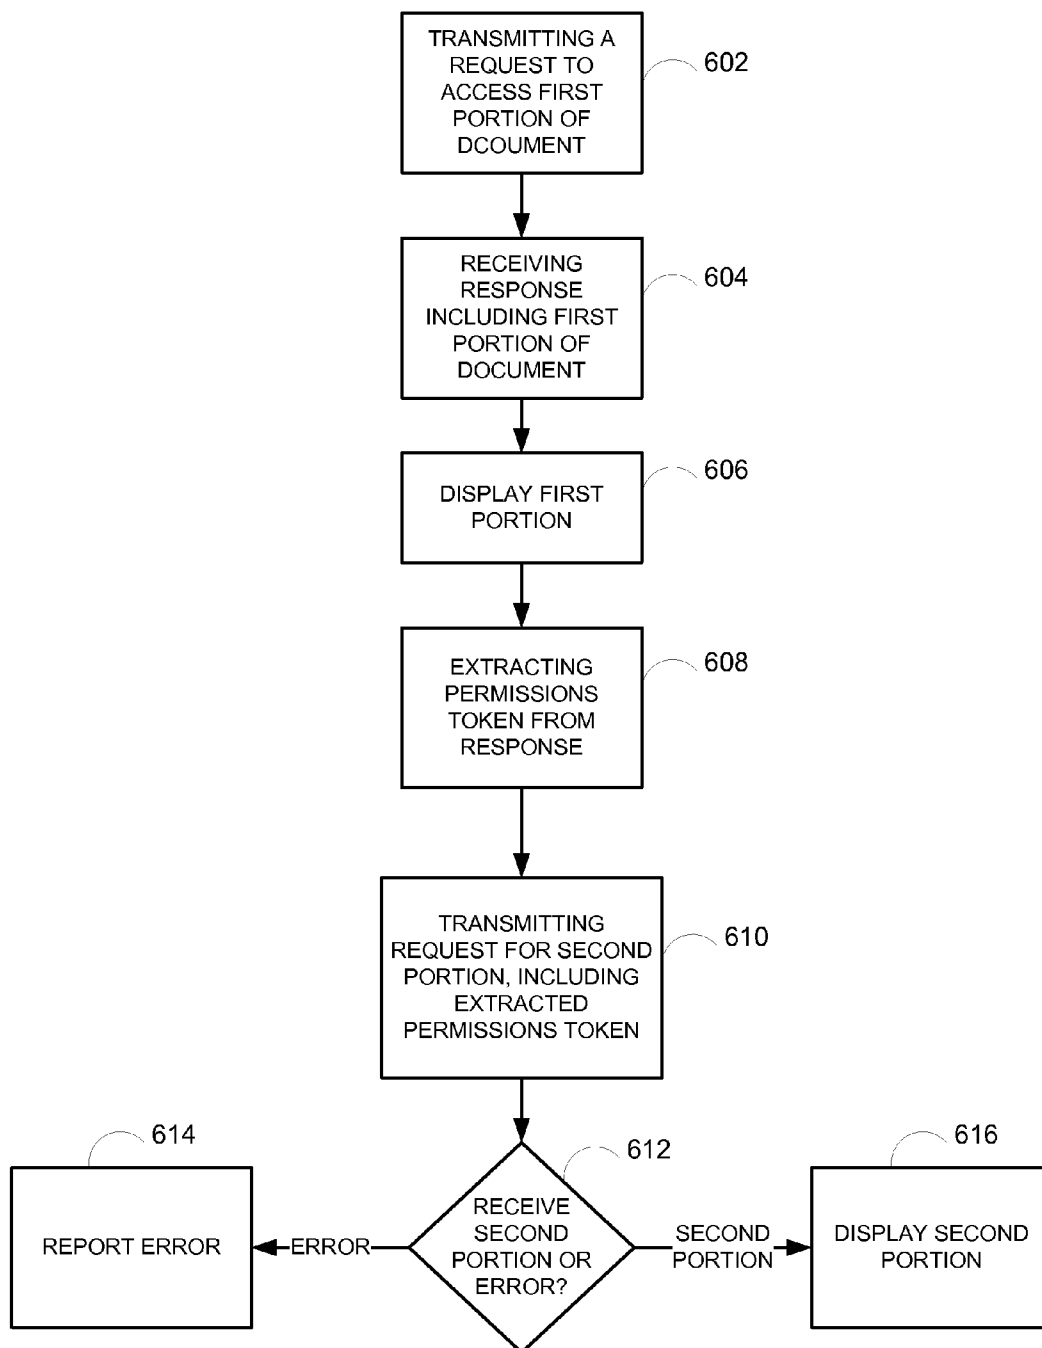 TRANSMITTING A
REQUEST TO
ACCESS FIRST
PORTION OF
DCOUMENT
602
RECEIVING
RESPONSE
INCLUDING FIRST
PORTION OF
DOCUMENT
604
DISPLAY FIRST
PORTION
606
EXTRACTING
PERMISSIONS
TOKEN FROM
RESPONSE
608
TRANSMITTING
REQUEST FOR SECOND
PORTION, INCLUDING
EXTRACTED
PERMISSIONS TOKEN
610
RECEIVE
SECOND
PORTION OR
ERROR?
612
ERROR
REPORT ERROR
614
SECOND
PORTION
DISPLAY SECOND
PORTION
616